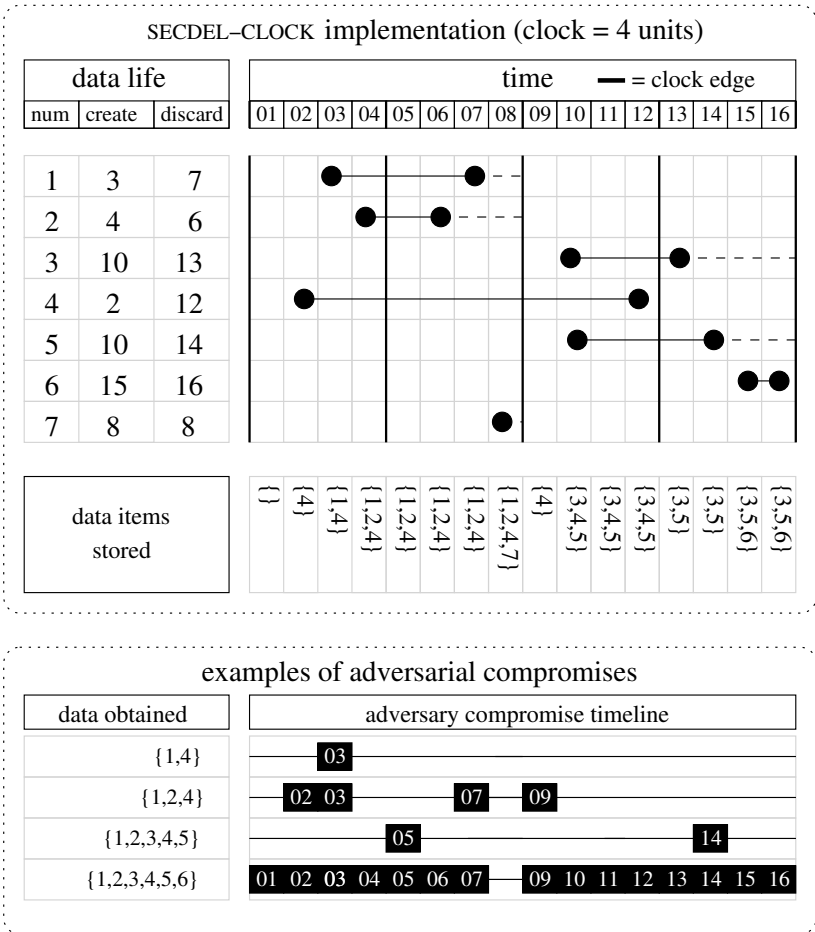 SECDEL–CLOCK implementation (clock = 4 units)
data life
time = clock edge
num create discard 01 02 03 04 05 06 07 08 09 10 11 12 13 14 15 16
1 3 7
2 4 6
3 10 13
4 2 12
5 10 14
6 15 16
7 8 8
data items
stored
{} {4} {1,4} {1,2,4} {1,2,4} {1,2,4} {1,2,4} {1,2,4,7} {4} {3,4,5} {3,4,5} {3,4,5} {3,5} {3,5} {3,5,6} {3,5,6}
examples of adversarial compromises
data obtained adversary compromise timeline
{1,4} 03
{1,2,4} 02 03 07 09
{1,2,3,4,5} 05 14
{1,2,3,4,5,6} 01 02 03 04 05 06 07 09 10 11 12 13 14 15 16